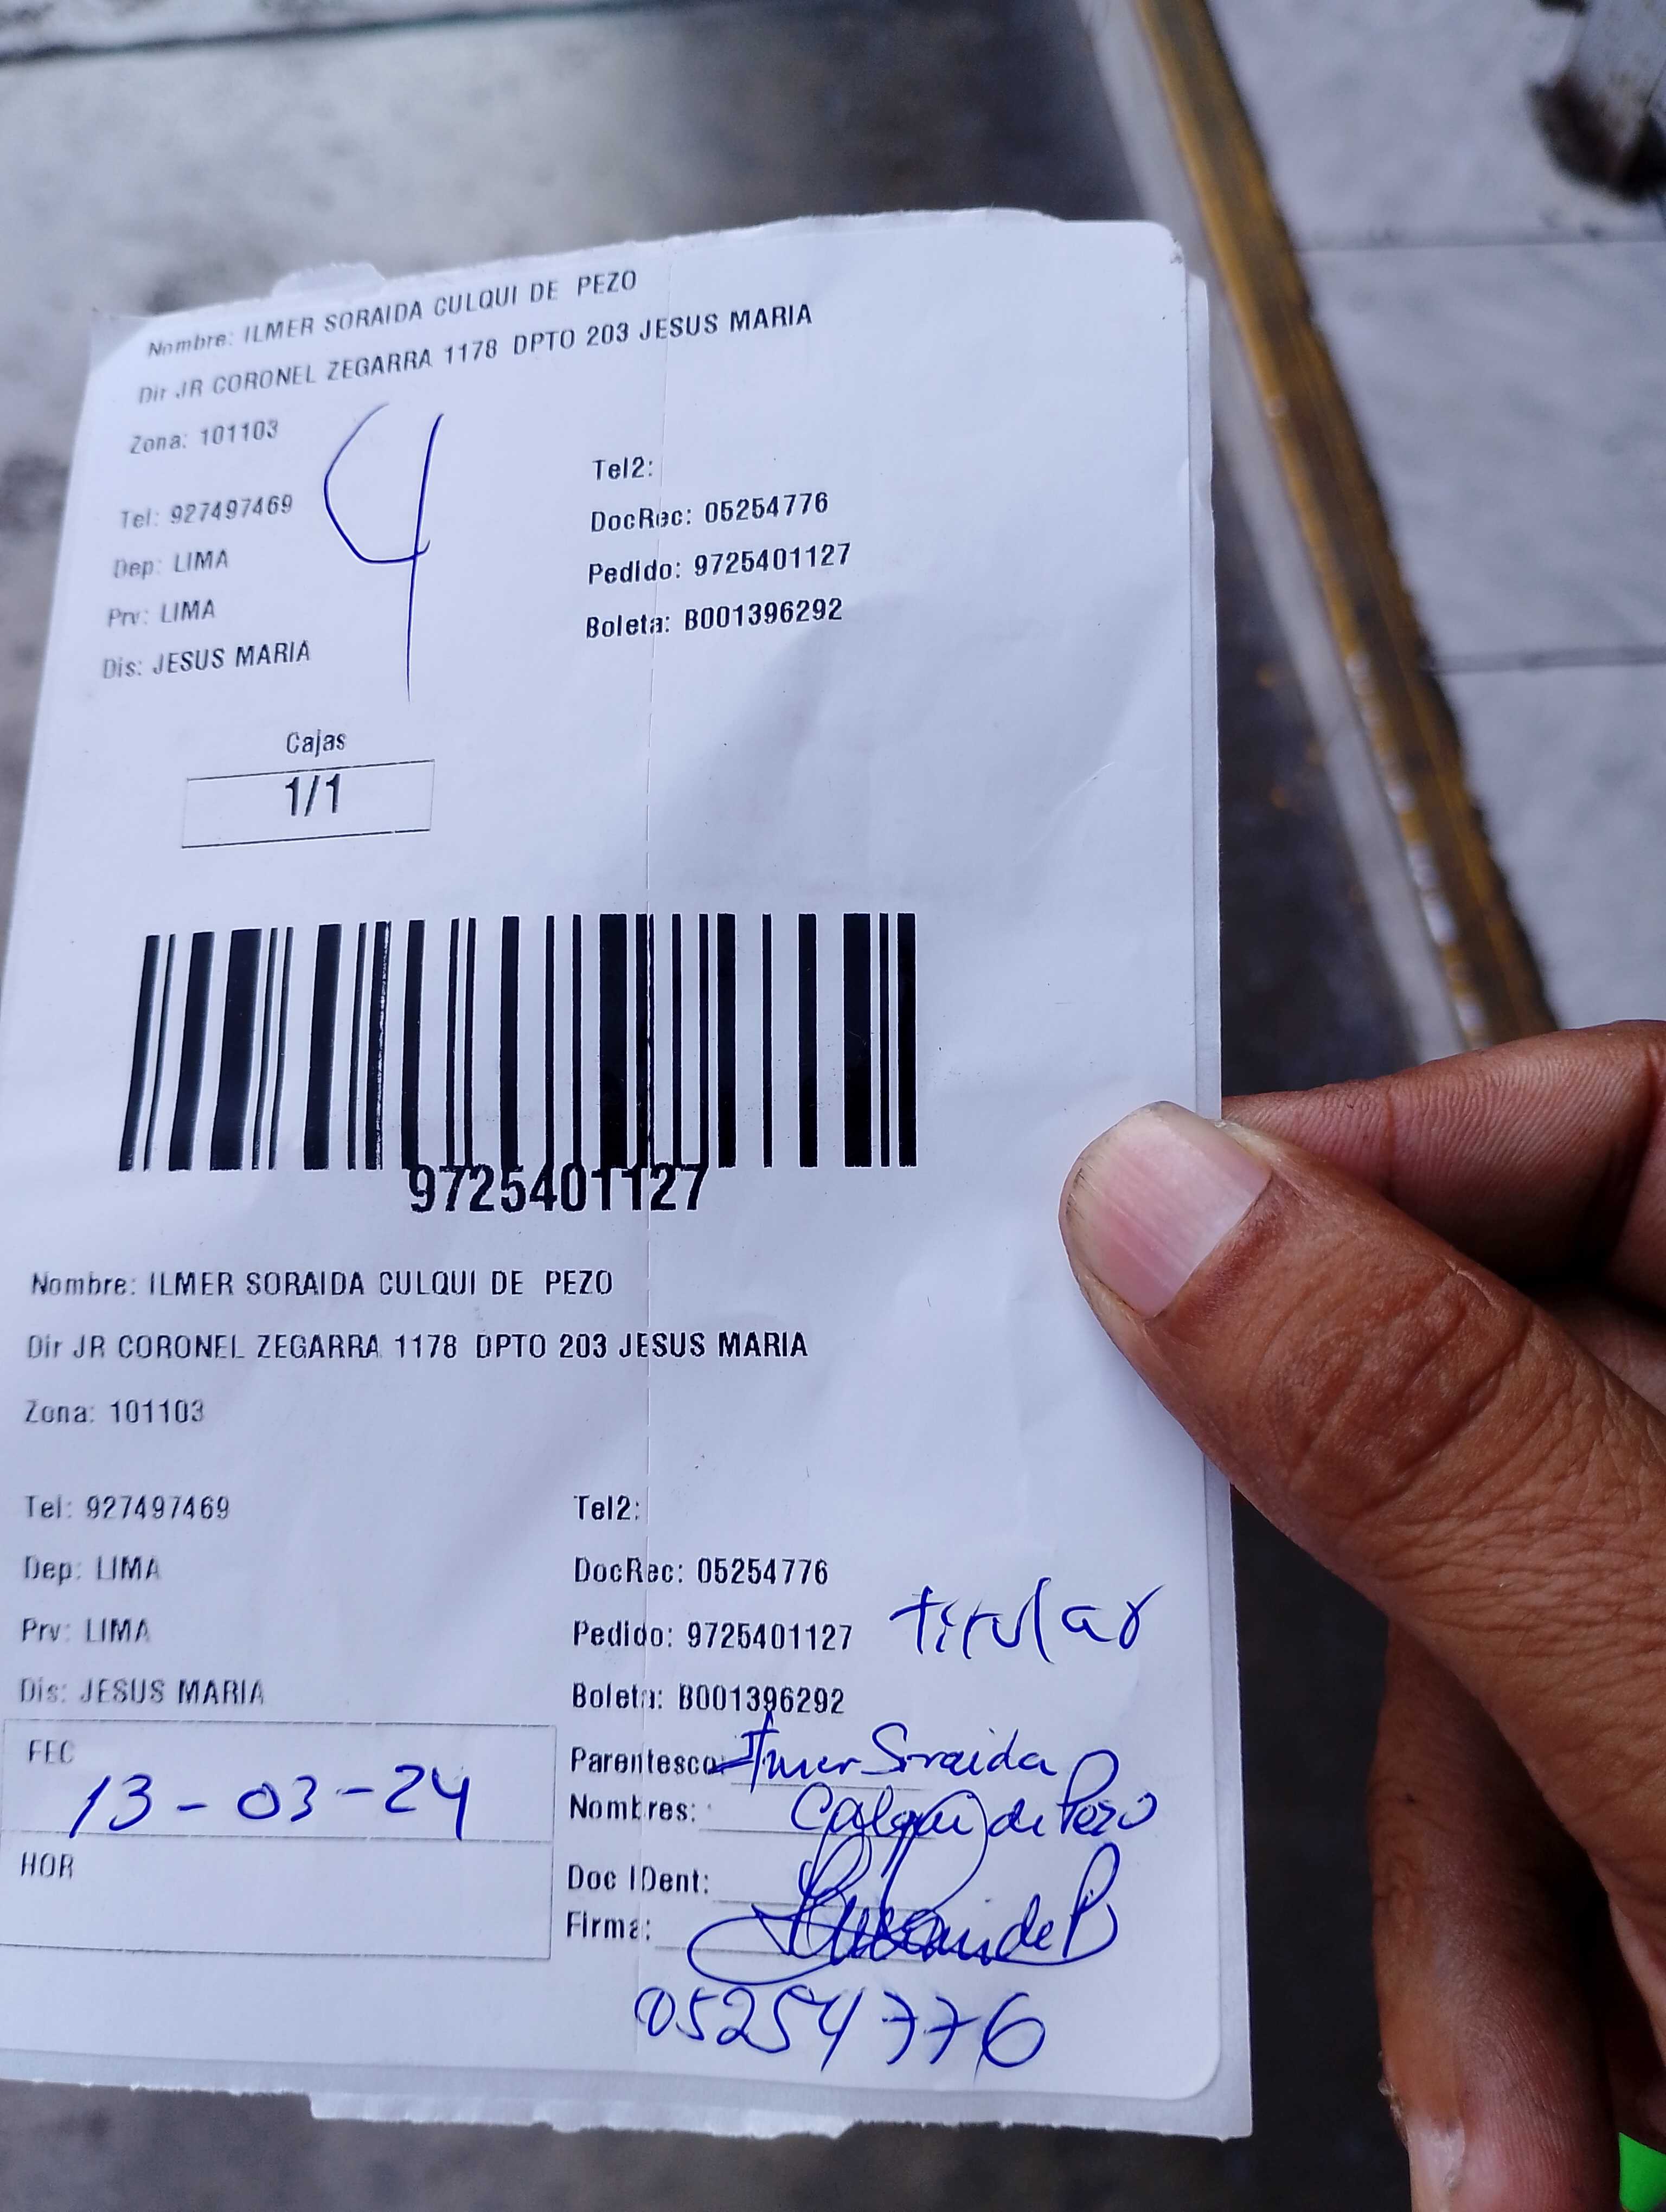 Nombre: ILMER SORAIDA CULQUI DE PEZO
Dir JR CORONEL ZEGARRA 1178 DPTO 203 JESUS MARIA
Zona: 101103
4
Tel2:
Tel: 927497469
DocRec: 05254776
Dep: LIMA
Pedido: 9725401127
Prv: LIMA
Boleta: B001396292
Dis: JESUS MARIA
Cajas
1/1
9725401127
Nombre: ILMER SORAIDA CULQUI DE PEZO
Dir JR CORONEL ZEGARRA 1178 DPTO 203 JESUS MARIA
Zona: 101103
Tel: 927497469
Tel2:
Dep: LIMA
DocRec: 05254776
Prv: LIMA
Pedido: 9725401127 titular
Dis: JESUS MARIA
Boleta: B001396292
FEC
13-03-24
Parentesco: Ilmer Soraida
Nombres: Culqui de Pezo
HOR
Doc IDent:
Firma:
05254776